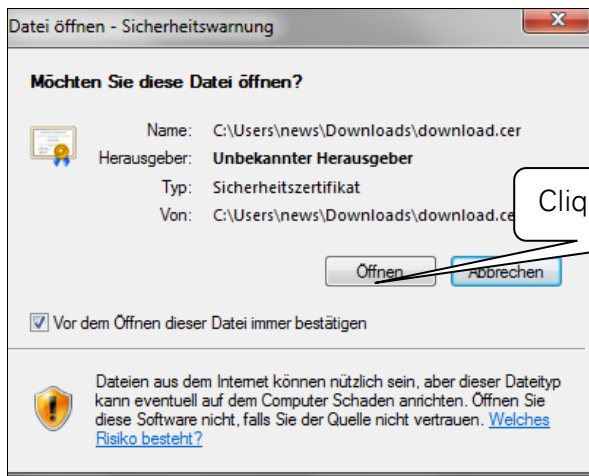 Datei öffnen - Sicherheitswarnung
Möchten Sie diese Datei öffnen?
Name: C:\Users\news\Downloads\download.cer
Herausgeber: Unbekannter Herausgeber
Typ: Sicherheitszertifikat
Von: C:\Users\news\Downloads\download.ce
Cliq
Öffnen Abbrechen
Vor dem Öffnen dieser Datei immer bestätigen
Dateien aus dem Internet können nützlich sein, aber dieser Dateityp
kann eventuell auf dem Computer Schaden anrichten. Öffnen Sie
diese Software nicht, falls Sie der Quelle nicht vertrauen. Welches
Risiko besteht?